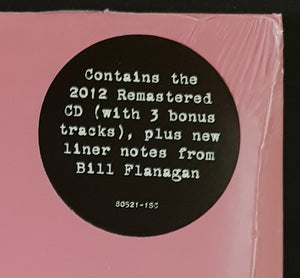 Contains the
2012 Remastered
CD (with 3 bonus
tracks), plus new
liner notes from
Bill Flanagan